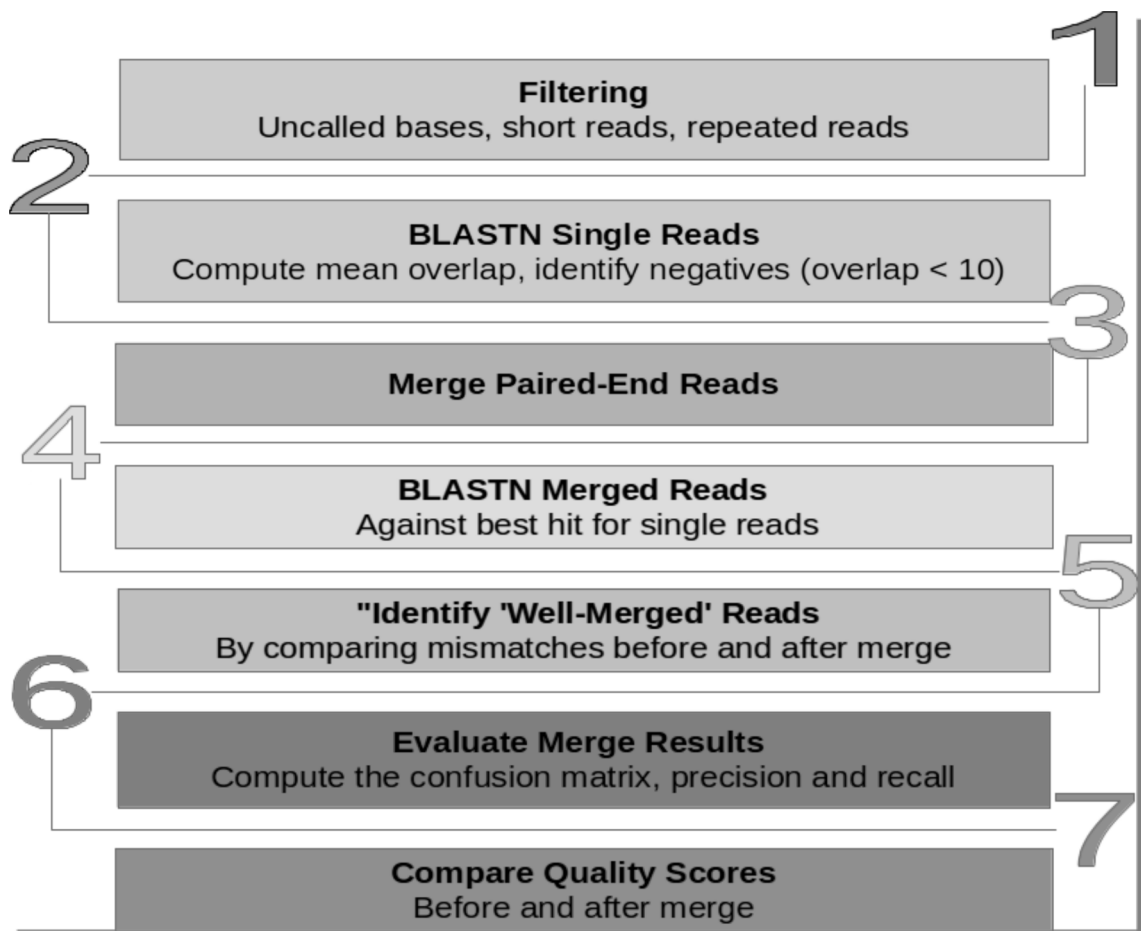 1
Filtering
Uncalled bases, short reads, repeated reads
2
BLASTN Single Reads
Compute mean overlap, identify negatives (overlap < 10)
3
Merge Paired-End Reads
4
BLASTN Merged Reads
Against best hit for single reads
5
"Identify 'Well-Merged' Reads
By comparing mismatches before and after merge
6
Evaluate Merge Results
Compute the confusion matrix, precision and recall
7
Compare Quality Scores
Before and after merge